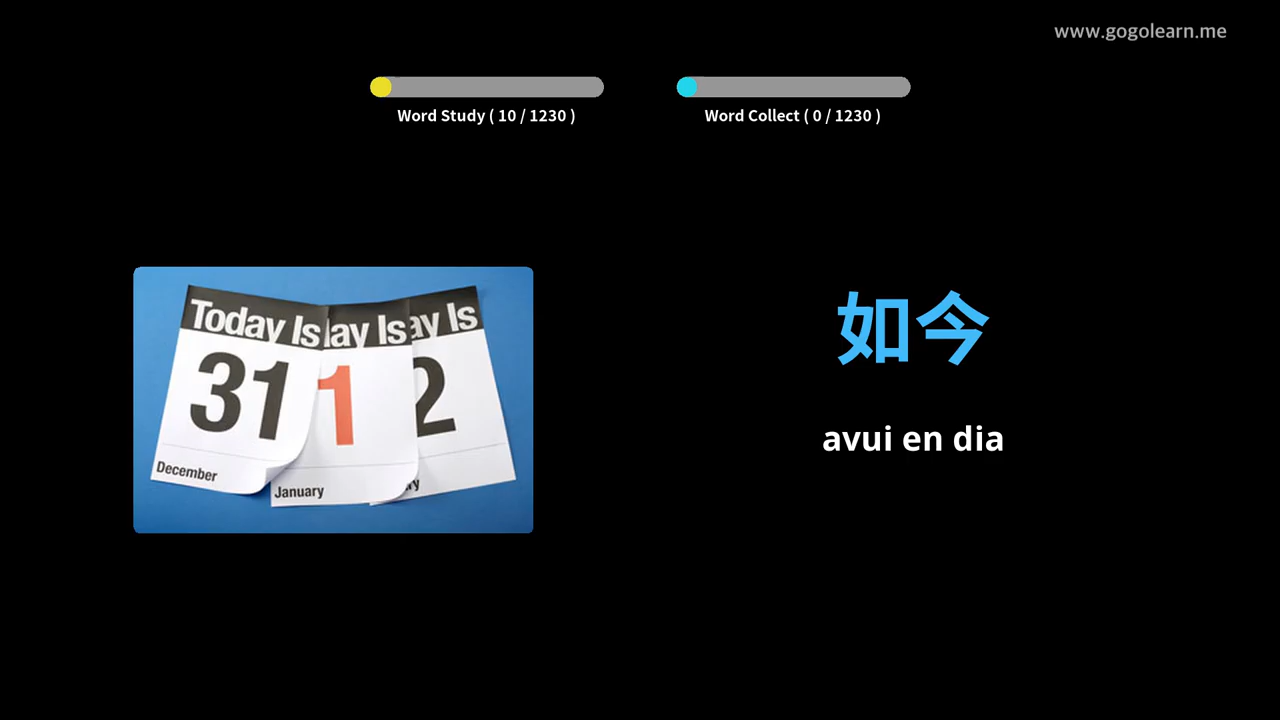 www.gogolearn.me
Word Study ( 10 / 1230 )
Word Collect ( 0 / 1230 )
Today Is
31
December
ay Is
1
January
ay Is
2
ry
如今
avui en dia